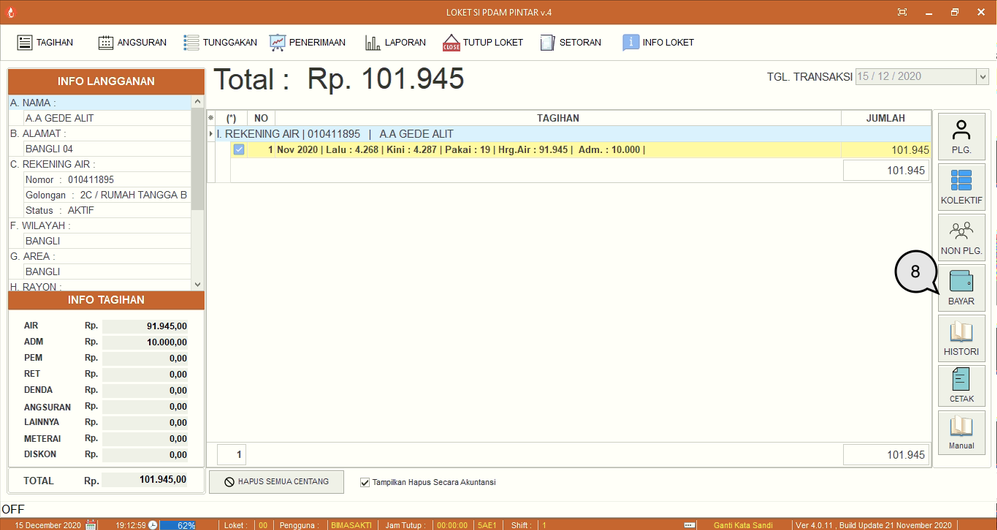 LOKET SI PDAM PINTAR v.4
TAGIHAN ANGSURAN TUNGGAKAN PENERIMAAN LAPORAN CLOSE TUTUP LOKET SETORAN i INFO LOKET
INFO LANGGANAN
A. NAMA :
A.A GEDE ALIT
B. ALAMAT :
BANGLI 04
C. REKENING AIR :
Nomor : 010411895
Golongan : 2C / RUMAH TANGGA B
Status : AKTIF
F. WILAYAH :
BANGLI
G. AREA :
BANGLI
H. RAYON :
INFO TAGIHAN
AIR Rp. 91.945,00
ADM Rp. 10.000,00
PEM Rp. 0,00
RET Rp. 0,00
DENDA Rp. 0,00
ANGSURAN Rp. 0,00
LAINNYA Rp. 0,00
METERAI Rp. 0,00
DISKON Rp. 0,00
TOTAL Rp. 101.945,00
Total : Rp. 101.945
TGL. TRANSAKSI 15 / 12 / 2020
(*) NO TAGIHAN JUMLAH
I. REKENING AIR | 010411895 | A.A GEDE ALIT
1 Nov 2020 | Lalu : 4.268 | Kini : 4.287 | Pakai : 19 | Hrg.Air : 91.945 | Adm. : 10.000 | 101.945
101.945
1 101.945
HAPUS SEMUA CENTANG Tampilkan Hapus Secara Akuntansi
PLG.
KOLEKTIF
NON PLG.
8
BAYAR
HISTORI
CETAK
Manual
OFF
15 December 2020 19:12:59 62% Loket : 00 Pengguna : BIMASAKTI Jam Tutup : 00:00:00 5AE1 Shift : 1 Ganti Kata Sandi Ver 4.0.11 , Build Update 21 November 2020